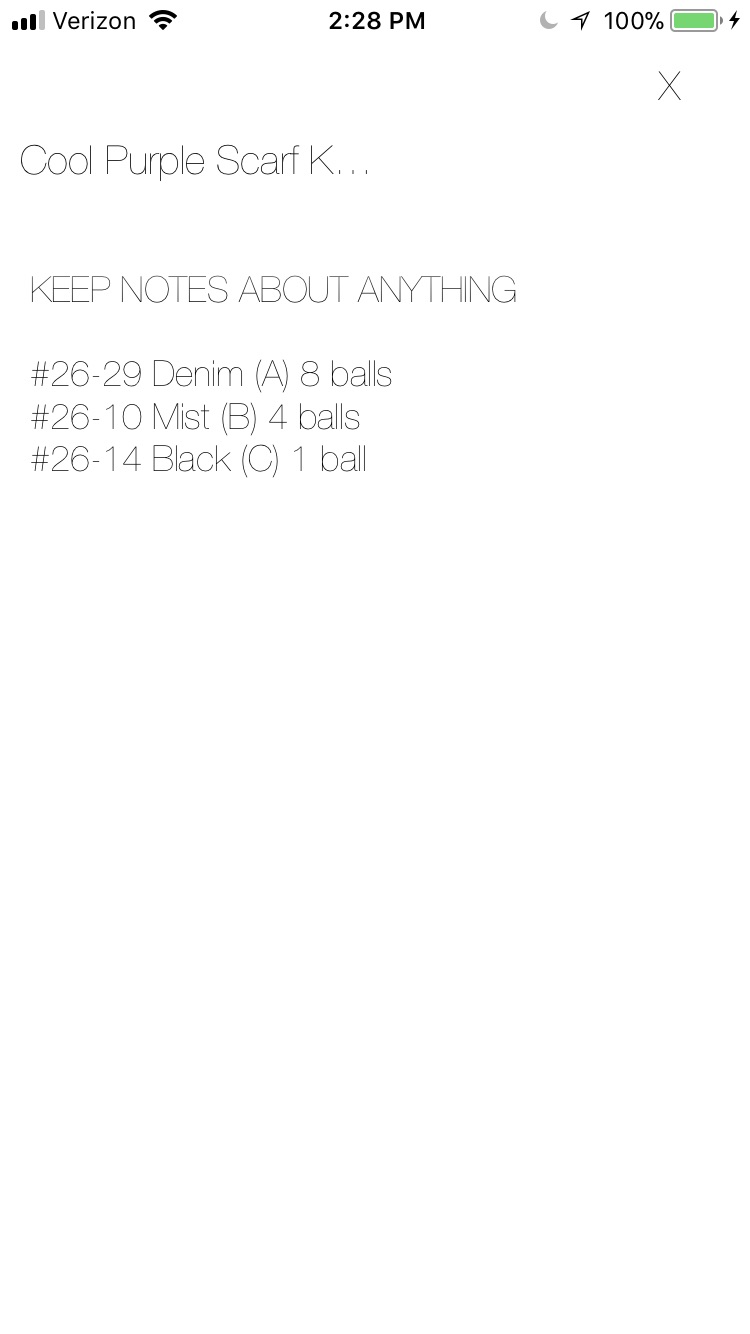 Verizon 2:28 PM 100%
X
Cool Purple Scarf K...
KEEP NOTES ABOUT ANYTHING
#26-29 Denim (A) 8 balls
#26-10 Mist (B) 4 balls
#26-14 Black (C) 1 ball